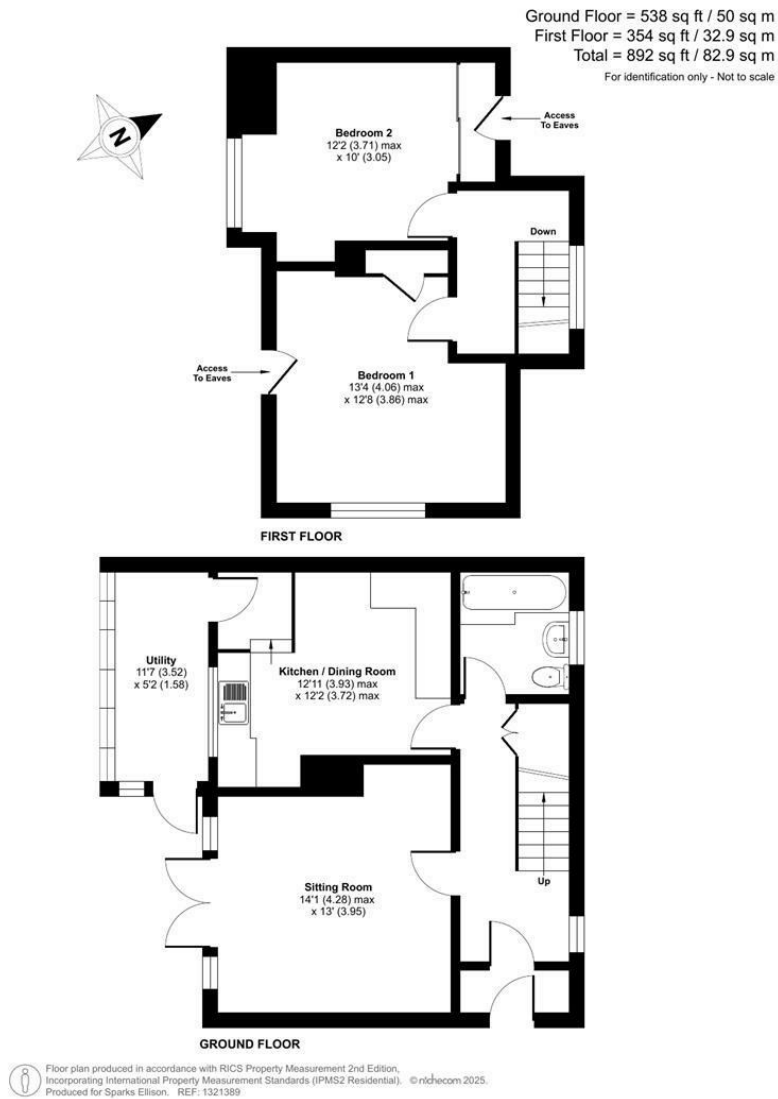 Ground Floor = 538 sq ft / 50 sq m
First Floor = 354 sq ft / 32.9 sq m
Total = 892 sq ft / 82.9 sq m
For identification only - Not to scale
N
Bedroom 2
12'2 (3.71) max
x 10' (3.05)
Access
To Eaves
Down
Access
To Eaves
Bedroom 1
13'4 (4.06) max
x 12'8 (3.86) max
FIRST FLOOR
Utility
11'7 (3.52)
x 5'2 (1.58)
Kitchen / Dining Room
12'11 (3.93) max
x 12'2 (3.72) max
Sitting Room
14'1 (4.28) max
x 13' (3.95)
Up
GROUND FLOOR
Floor plan produced in accordance with RICS Property Measurement 2nd Edition,
Incorporating International Property Measurement Standards (IPMS2 Residential). © nichecom 2025.
Produced for Sparks Ellison. REF: 1321389